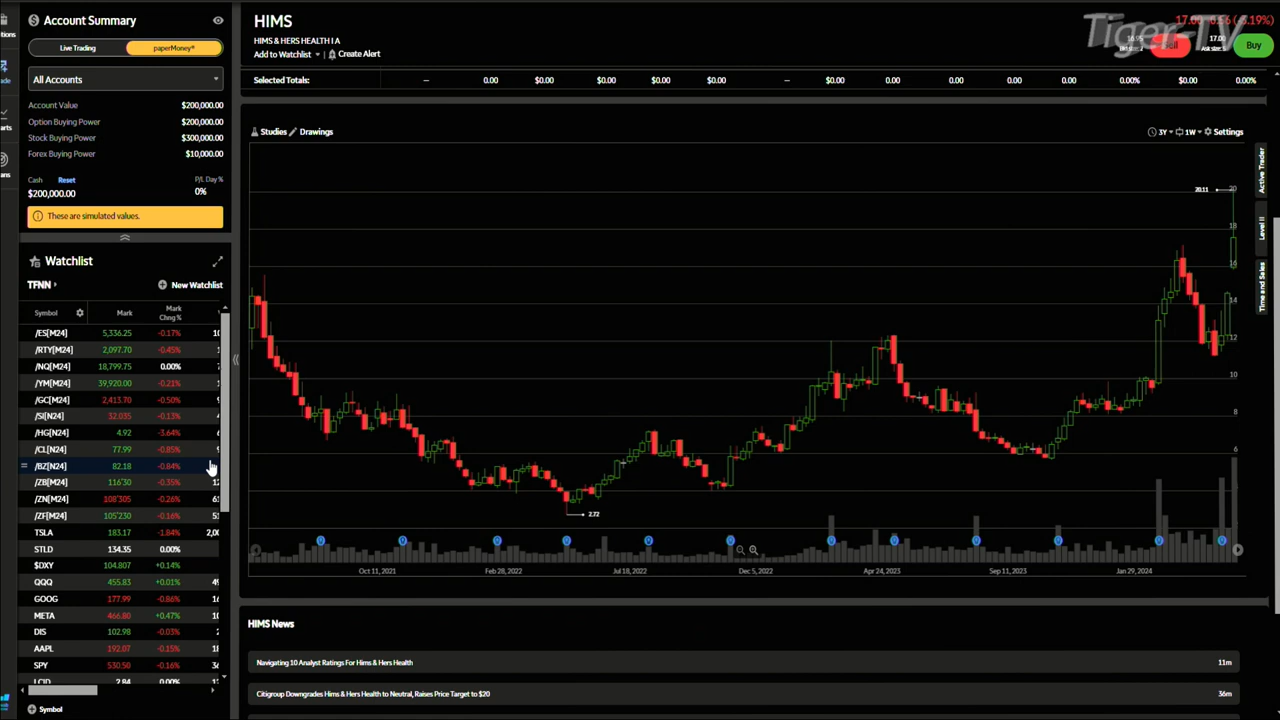 Account Summary
Live Trading
paperMoney®
All Accounts
Account Value $200,000.00
Option Buying Power $200,000.00
Stock Buying Power $300,000.00
Forex Buying Power $10,000.00
Cash Reset P/L Day %
$200,000.00 0%
These are simulated values.
Watchlist
TFNN New Watchlist
Symbol Mark Mark Chng %
/ES[M24] 5,336.25 -0.17%
/RTY[M24] 2,097.70 -0.45%
/NQ[M24] 18,799.75 0.00%
/YM[M24] 39,920.00 -0.21%
/GC[M24] 2,413.70 -0.50%
/SI[N24] 32.035 -0.13%
/HG[N24] 4.92 -3.64%
/CL[N24] 77.99 -0.85%
/BZ[N24] 82.18 -0.84%
/ZB[M24] 116'30 -0.35%
/ZN[M24] 108'305 -0.26%
/ZF[M24] 105'230 -0.16%
TSLA 183.17 -1.84%
STLD 134.35 0.00%
$DXY 104.807 +0.14%
QQQ 455.83 +0.01%
GOOG 177.99 -0.86%
META 466.80 +0.47%
DIS 102.98 -0.03%
AAPL 192.07 -0.15%
SPY 530.50 -0.16%
LCID 2.84 0.00%
Symbol
HIMS
HIMS & HERS HEALTH I A
Add to Watchlist Create Alert
Tiger-TV
Buy
Selected Totals: – 0.00 $0.00 $0.00 $0.00 $0.00 – $0.00 0.00 0.00 0.00 0.00 0.00% $0.00 0.00%
Studies Drawings
3Y 1W Settings
Active Trader
Level II
Time and Sales
20.11
20
18
16
14
12
10
8
6
2.72
Oct 11, 2021 Feb 28, 2022 Jul 18, 2022 Dec 5, 2022 Apr 24, 2023 Sep 11, 2023 Jan 29, 2024
HIMS News
Navigating 10 Analyst Ratings For Hims & Hers Health 11m
Citigroup Downgrades Hims & Hers Health to Neutral, Raises Price Target to $20 36m